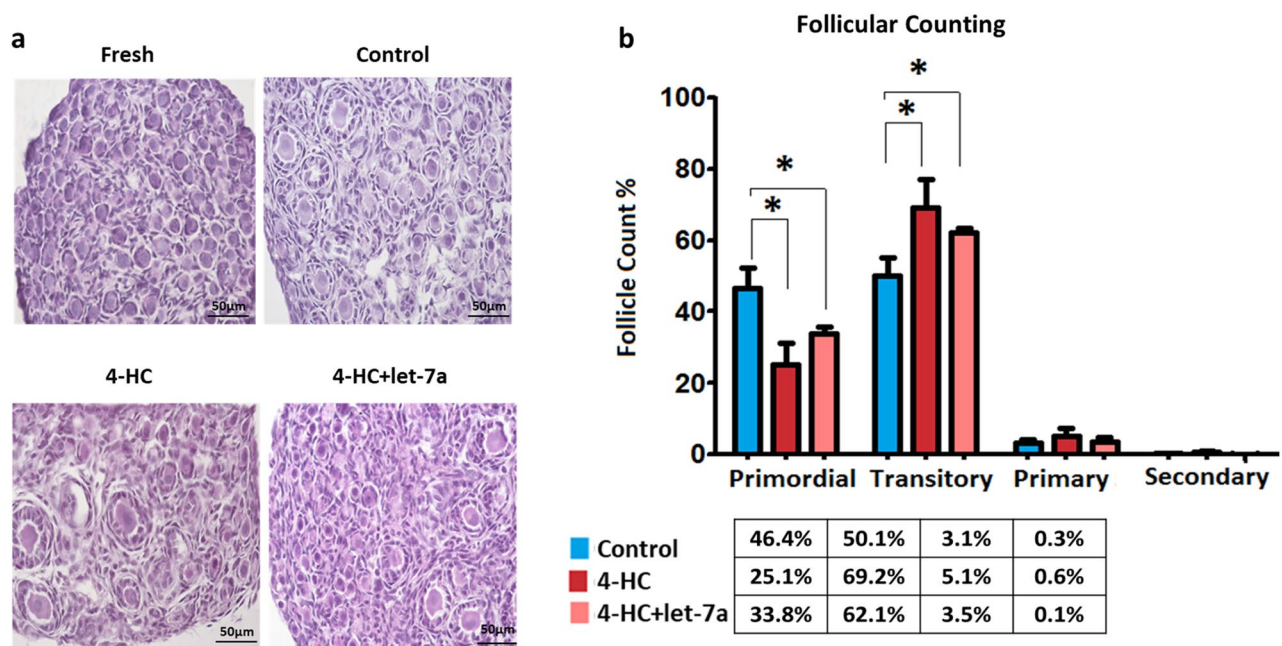 a
Fresh
Control
50µm
50µm
4-HC
4-HC+let-7a
50µm
50µm
b
Follicular Counting
Follicle Count %
100
80
60
40
20
0
*
*
*
*
Primordial Transitory Primary Secondary
Control 46.4% 50.1% 3.1% 0.3%
4-HC 25.1% 69.2% 5.1% 0.6%
4-HC+let-7a 33.8% 62.1% 3.5% 0.1%